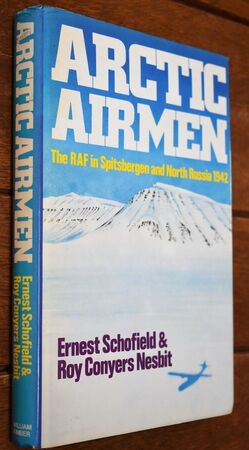 ARCTIC
AIRMEN
The RAF in Spitsbergen and North Russia 1942
Ernest Schofield &
Roy Conyers Nesbit
ARCTIC AIRMEN
Ernest Schofield &
Roy Conyers Nesbit
WILLIAM
KIMBER